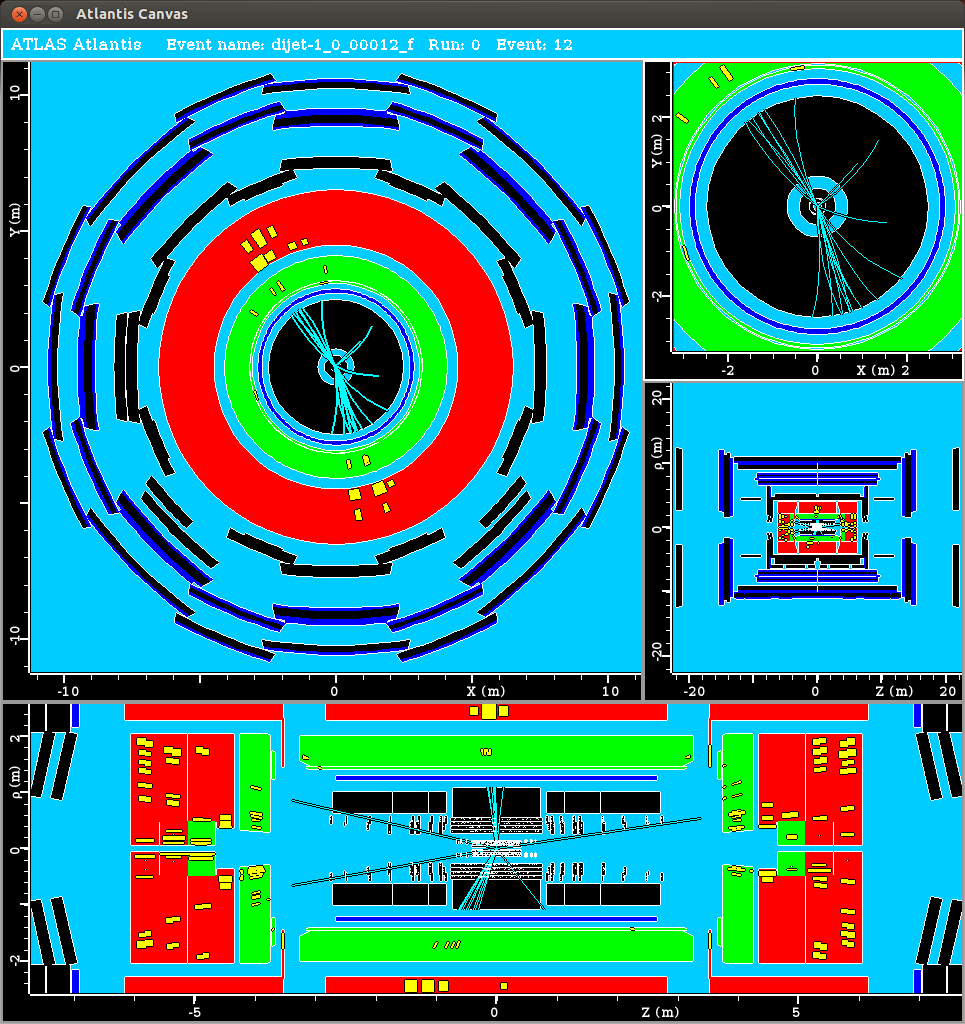 Atlantis Canvas
ATLAS Atlantis Event name: dijet-1_0_00012_f Run: 0 Event: 12
10
Y (m)
0
-10
-10 0 X (m) 10
2
Y (m)
0
-2
-2 0 X (m) 2
20
ρ (m)
0
-20
-20 0 Z (m) 20
2
ρ (m)
0
-2
-5 0 Z (m) 5